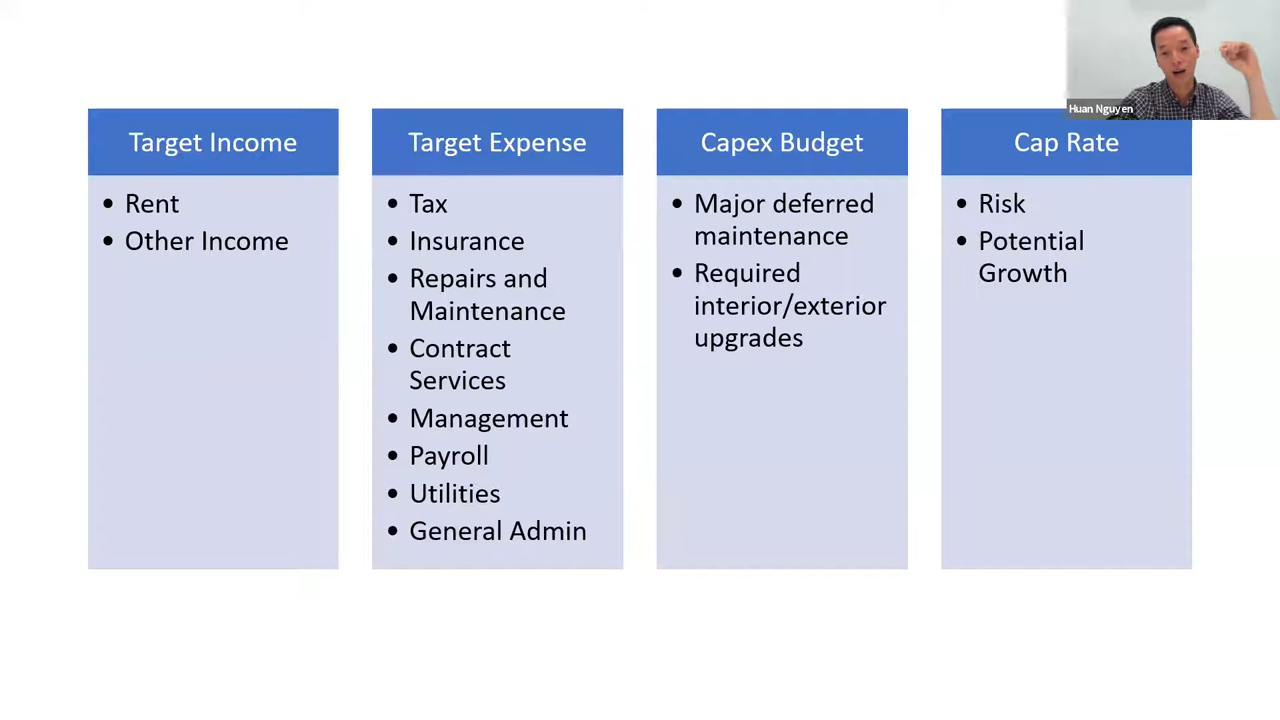 Huan Nguyen
Target Income
• Rent
• Other Income
Target Expense
• Tax
• Insurance
• Repairs and
Maintenance
• Contract
Services
• Management
• Payroll
• Utilities
• General Admin
Capex Budget
• Major deferred
maintenance
• Required
interior/exterior
upgrades
Cap Rate
• Risk
• Potential
Growth